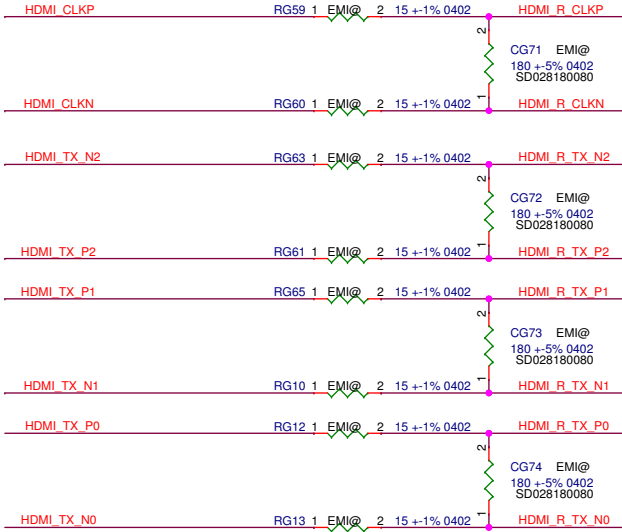 HDMI_CLKP RG59 1 EMI@ 2 15 +-1% 0402 HDMI_R_CLKP
2
CG71 EMI@
180 +-5% 0402
SD028180080
1
HDMI_CLKN RG60 1 EMI@ 2 15 +-1% 0402 HDMI_R_CLKN
HDMI_TX_N2 RG63 1 EMI@ 2 15 +-1% 0402 HDMI_R_TX_N2
2
CG72 EMI@
180 +-5% 0402
SD028180080
1
HDMI_TX_P2 RG61 1 EMI@ 2 15 +-1% 0402 HDMI_R_TX_P2
HDMI_TX_P1 RG65 1 EMI@ 2 15 +-1% 0402 HDMI_R_TX_P1
2
CG73 EMI@
180 +-5% 0402
SD028180080
1
HDMI_TX_N1 RG10 1 EMI@ 2 15 +-1% 0402 HDMI_R_TX_N1
HDMI_TX_P0 RG12 1 EMI@ 2 15 +-1% 0402 HDMI_R_TX_P0
2
CG74 EMI@
180 +-5% 0402
SD028180080
1
HDMI_TX_N0 RG13 1 EMI@ 2 15 +-1% 0402 HDMI_R_TX_N0